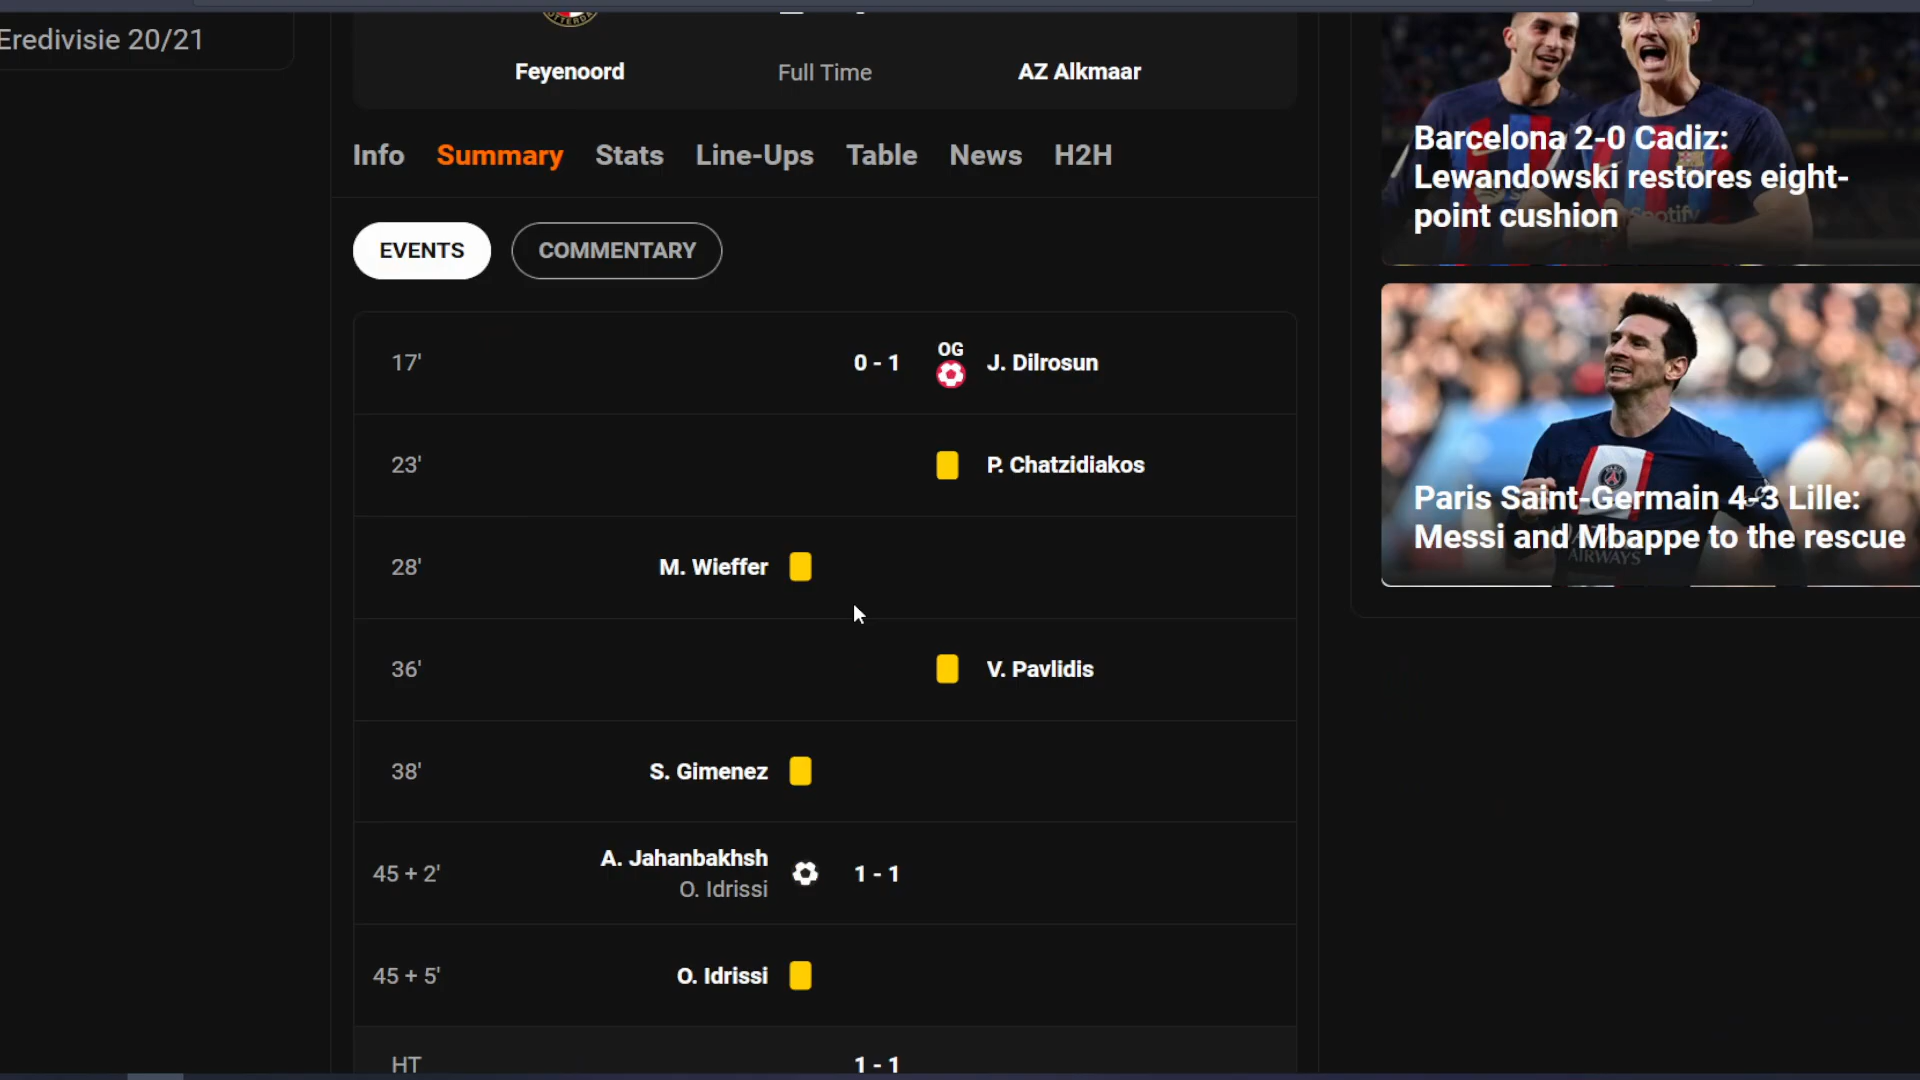 Eredivisie 20/21
Feyenoord
Full Time
AZ Alkmaar
Info
Summary
Stats
Line-Ups
Table
News
H2H
EVENTS
COMMENTARY
17'
0 - 1
OG
J. Dilrosun
23'
P. Chatzidiakos
28'
M. Wieffer
36'
V. Pavlidis
38'
S. Gimenez
45 + 2'
A. Jahanbakhsh
O. Idrissi
1 - 1
45 + 5'
O. Idrissi
HT
1 - 1
Barcelona 2-0 Cadiz:
Lewandowski restores eight-
point cushion
Spotify
Paris Saint-Germain 4-3 Lille:
Messi and Mbappe to the rescue
AIRWAYS